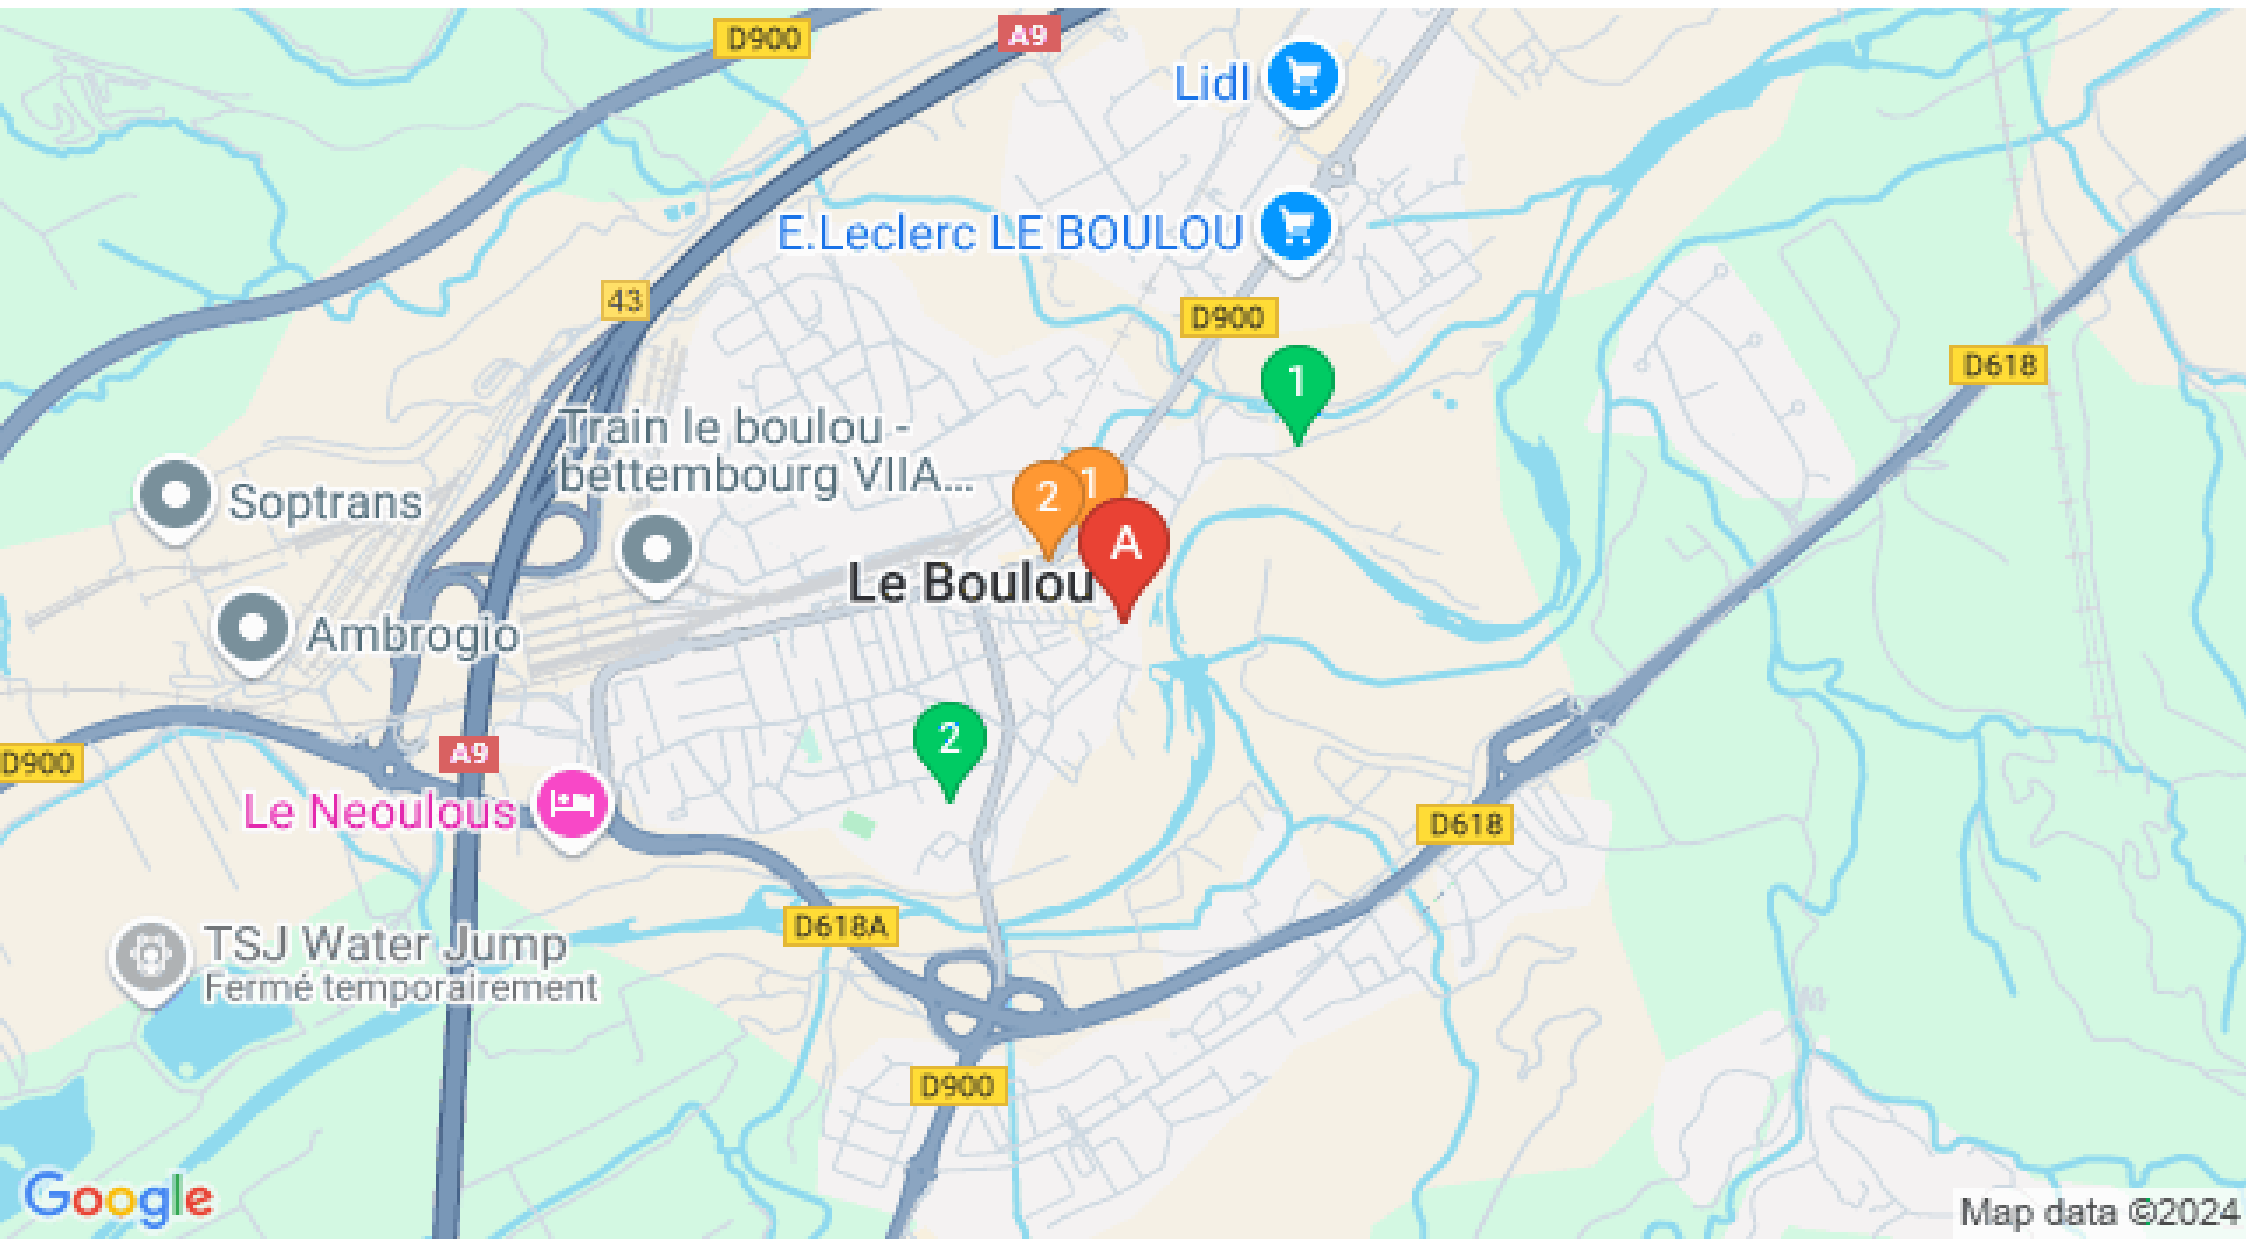 D900
A9
Lidl
E.Leclerc LE BOULOU
43
D900
D618
1
Train le boulou -
bettembourg VIIA...
Soptrans
2
1
A
Le Boulou
Ambrogio
2
D900
A9
Le Neoulous
D618
D618A
TSJ Water Jump
Fermé temporairement
D900
Google
Map data ©2024